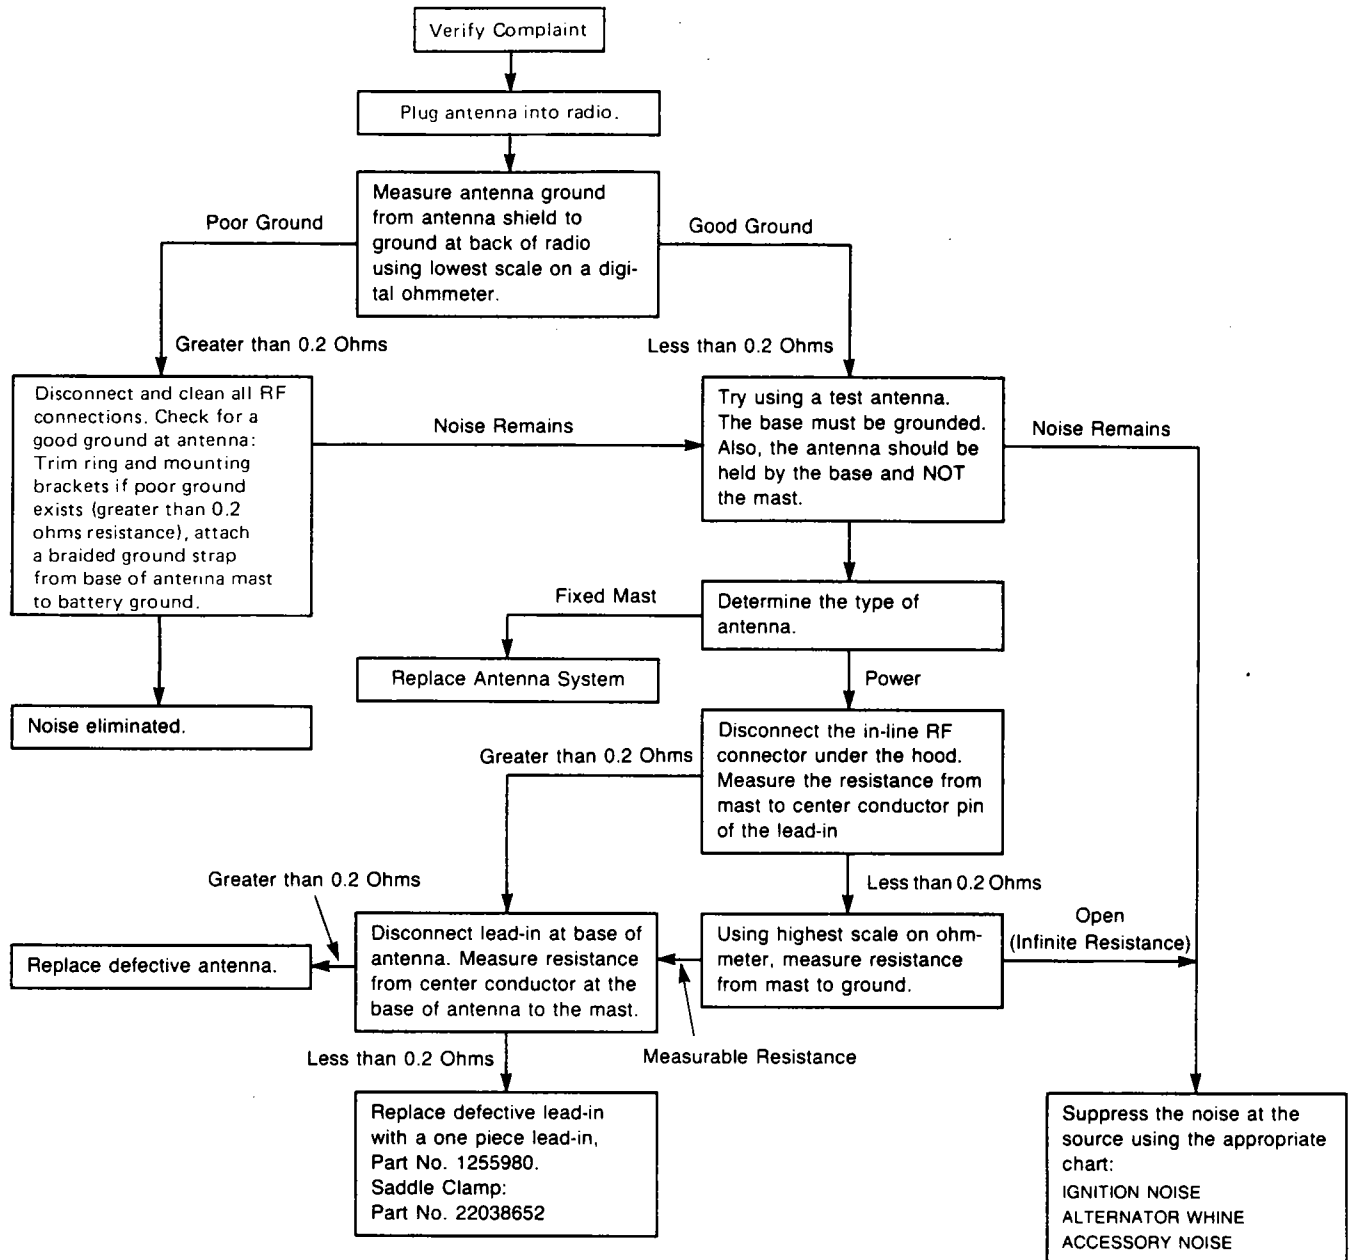 Verify Complaint
Plug antenna into radio.
Measure antenna ground
from antenna shield to
ground at back of radio
using lowest scale on a digi-
tal ohmmeter.
Poor Ground
Good Ground
Greater than 0.2 Ohms
Less than 0.2 Ohms
Disconnect and clean all RF
connections. Check for a
good ground at antenna:
Trim ring and mounting
brackets if poor ground
exists (greater than 0.2
ohms resistance), attach
a braided ground strap
from base of antenna mast
to battery ground.
Noise Remains
Try using a test antenna.
The base must be grounded.
Also, the antenna should be
held by the base and NOT
the mast.
Noise Remains
Fixed Mast
Determine the type of
antenna.
Replace Antenna System
Power
Noise eliminated.
Disconnect the in-line RF
connector under the hood.
Measure the resistance from
mast to center conductor pin
of the lead-in
Greater than 0.2 Ohms
Less than 0.2 Ohms
Greater than 0.2 Ohms
Replace defective antenna.
Disconnect lead-in at base of
antenna. Measure resistance
from center conductor at the
base of antenna to the mast.
Using highest scale on ohm-
meter, measure resistance
from mast to ground.
Open
(Infinite Resistance)
Measurable Resistance
Less than 0.2 Ohms
Replace defective lead-in
with a one piece lead-in,
Part No. 1255980.
Saddle Clamp:
Part No. 22038652
Suppress the noise at the
source using the appropriate
chart:
IGNITION NOISE
ALTERNATOR WHINE
ACCESSORY NOISE